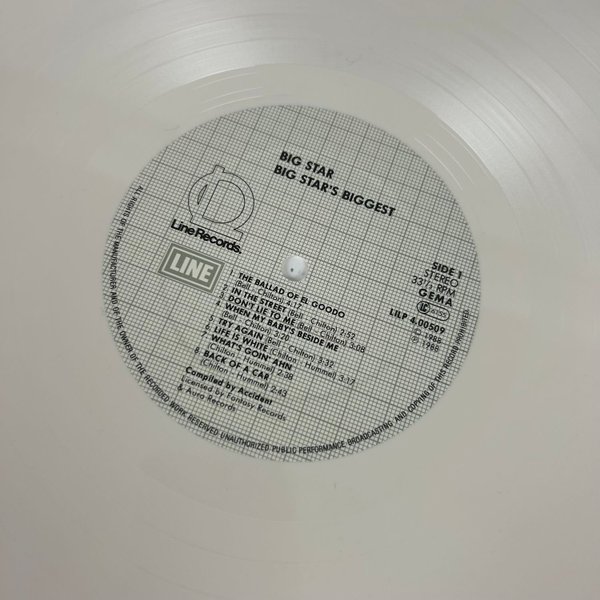 BIG STAR
BIG STAR'S BIGGEST
LineRecords.
LINE
SIDE 1
STEREO
33⅓ RPM
GEMA
LC
LILP 4.00509
℗ 1988
© 1988
1. THE BALLAD OF EL GOODO
(Bell - Chilton) 4:17
2. IN THE STREET (Bell - Chilton) 2:52
3. DON'T LIE TO ME (Bell - Chilton) 3:08
4. WHEN MY BABY'S BESIDE ME
(Bell - Chilton) 3:20
5. TRY AGAIN (Bell - Chilton) 3:32
6. LIFE IS WHITE (Chilton - Hummel) 3:17
7. WHAT'S GOIN' AHN
(Chilton - Hummel) 2:38
8. BACK OF A CAR
(Chilton - Hummel) 2:43
Compiled by Accident
Licensed by Fantasy Records
& Aura Records
ALL RIGHTS OF THE MANUFACTURER AND OF THE OWNER OF THE RECORDED WORK RESERVED. UNAUTHORIZED PUBLIC PERFORMANCE, BROADCASTING AND COPYING OF THIS RECORD PROHIBITED.